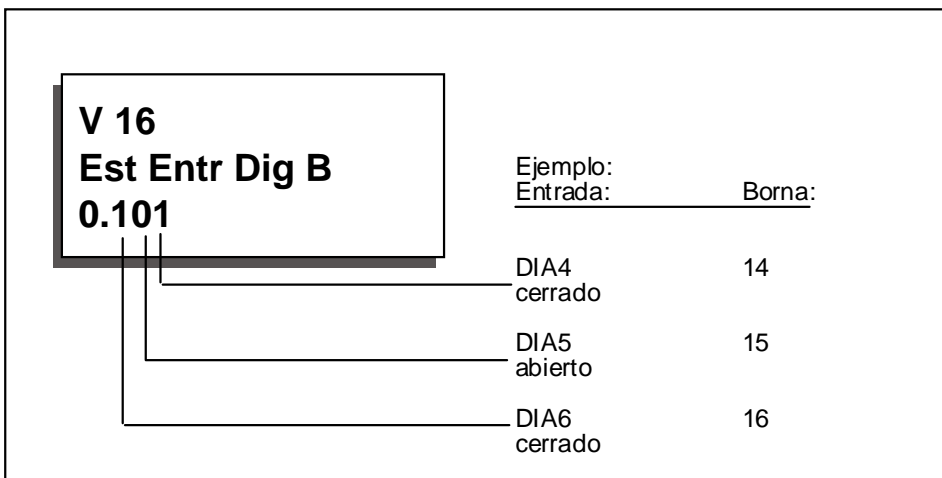 V 16
Est Entr Dig B
0.101
Ejemplo:
Entrada: Borna:
DIA4 14
cerrado
DIA5 15
abierto
DIA6 16
cerrado